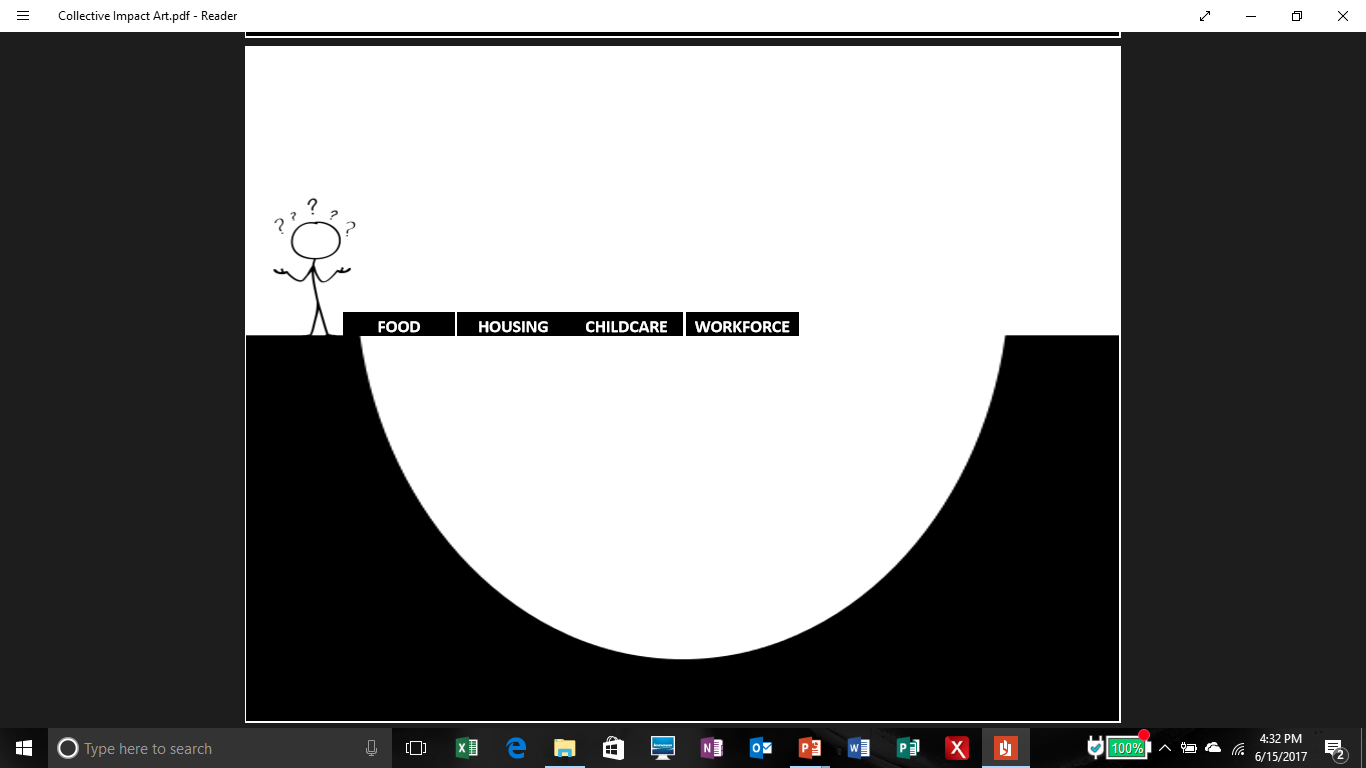 Collective Impact Art.pdf - Reader
? ? ? ? ?
FOOD HOUSING CHILDCARE WORKFORCE
Type here to search
100%
4:32 PM
6/15/2017
2